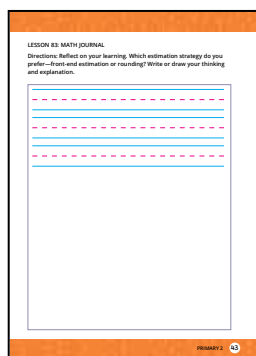 LESSON 83: MATH JOURNAL
Directions: Reflect on your learning. Which estimation strategy do you
prefer—front-end estimation or rounding? Write or draw your thinking
and explanation.
PRIMARY 2 43